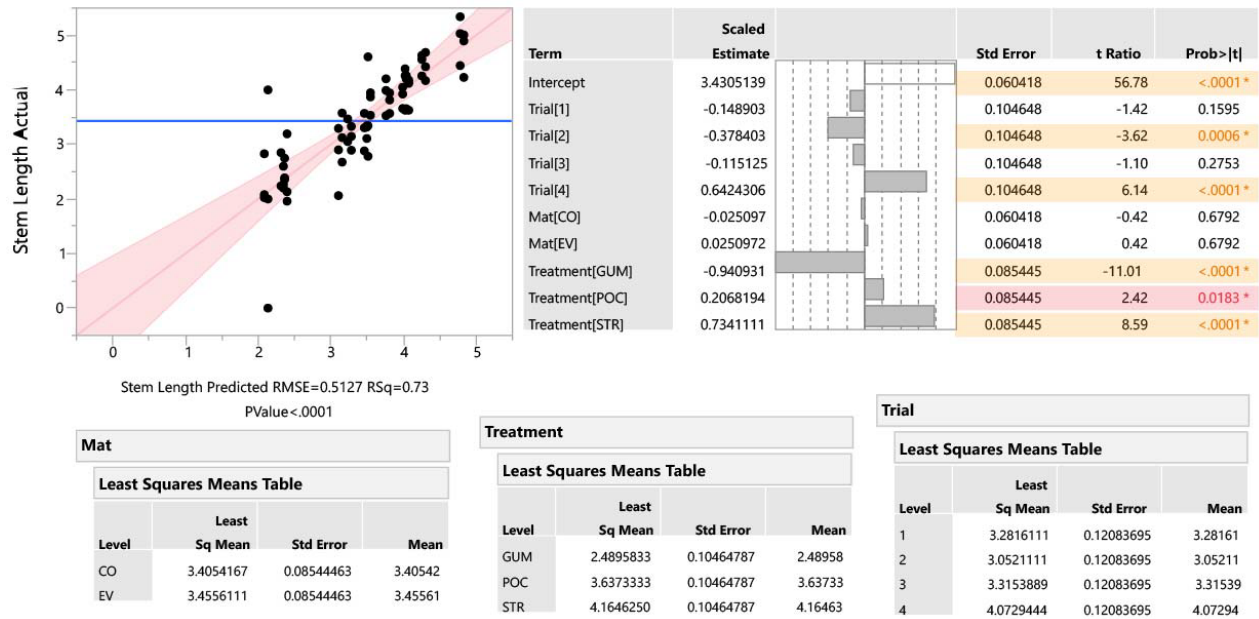 Stem Length Actual
5
4
3
2
1
0
0 1 2 3 4 5
Stem Length Predicted RMSE=0.5127 RSq=0.73
PValue<.0001
Scaled
Term Estimate Std Error t Ratio Prob>|t|
Intercept 3.4305139 0.060418 56.78 <.0001 *
Trial[1] -0.148903 0.104648 -1.42 0.1595
Trial[2] -0.378403 0.104648 -3.62 0.0006 *
Trial[3] -0.115125 0.104648 -1.10 0.2753
Trial[4] 0.6424306 0.104648 6.14 <.0001 *
Mat[CO] -0.025097 0.060418 -0.42 0.6792
Mat[EV] 0.0250972 0.060418 0.42 0.6792
Treatment[GUM] -0.940931 0.085445 -11.01 <.0001 *
Treatment[POC] 0.2068194 0.085445 2.42 0.0183 *
Treatment[STR] 0.7341111 0.085445 8.59 <.0001 *
Mat
Least Squares Means Table
Least
Level Sq Mean Std Error Mean
CO 3.4054167 0.08544463 3.40542
EV 3.4556111 0.08544463 3.45561
Treatment
Least Squares Means Table
Least
Level Sq Mean Std Error Mean
GUM 2.4895833 0.10464787 2.48958
POC 3.6373333 0.10464787 3.63733
STR 4.1646250 0.10464787 4.16463
Trial
Least Squares Means Table
Least
Level Sq Mean Std Error Mean
1 3.2816111 0.12083695 3.28161
2 3.0521111 0.12083695 3.05211
3 3.3153889 0.12083695 3.31539
4 4.0729444 0.12083695 4.07294